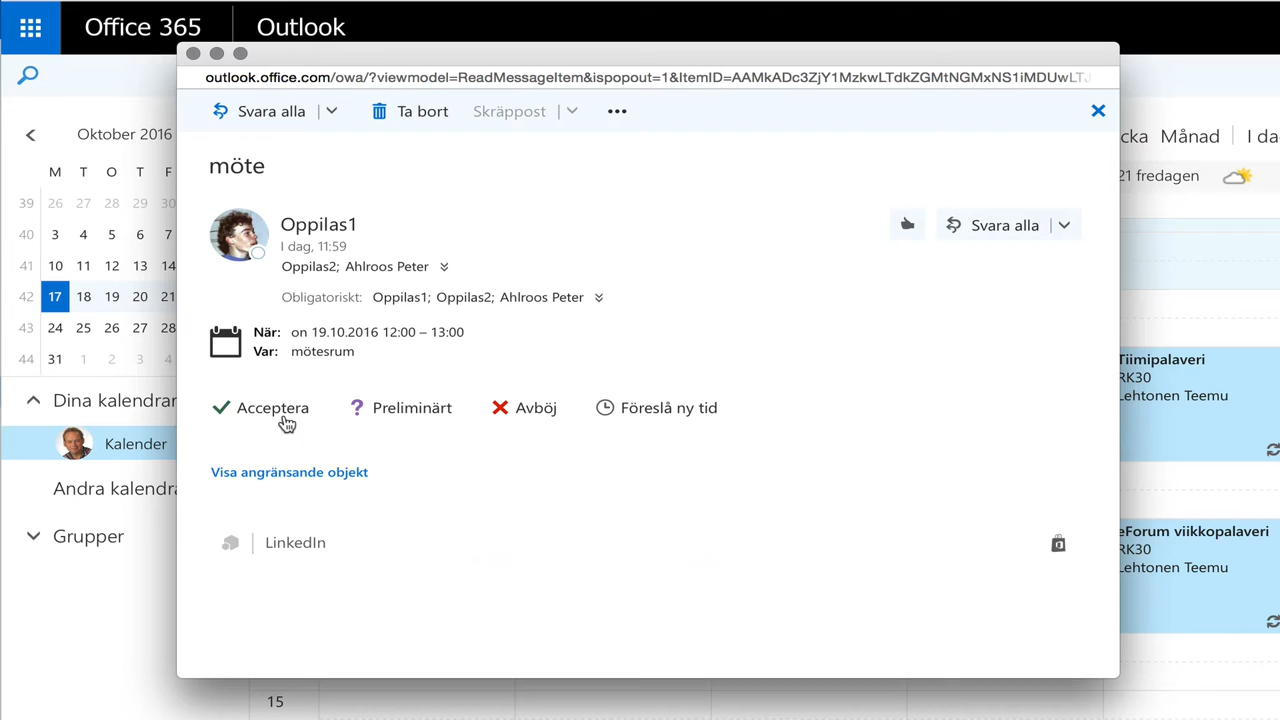 Office 365 Outlook
outlook.office.com/owa/?viewmodel=ReadMessageItem&ispopout=1&ItemID=AAMkADc3ZjY1MzkwLTdkZGMtNGMxNS1iMDUwLTJ
Svara alla Ta bort Skräppost •••
Oktober 2016
möte
M T O T F
39 26 27 28 29 30
40 3 4 5 6 7
41 10 11 12 13 14
42 17 18 19 20 21
43 24 25 26 27 28
44 31 1 2 3 4
Dina kalendrar
Kalender
Andra kalendra
Grupper
Oppilas1
I dag, 11:59
Oppilas2; Ahlroos Peter
Obligatoriskt: Oppilas1; Oppilas2; Ahlroos Peter
Svara alla
När: on 19.10.2016 12:00 – 13:00
Var: mötesrum
Acceptera ? Preliminärt Avböj Föreslå ny tid
Visa angränsande objekt
LinkedIn
cka Månad I da
21 fredagen
Tiimipalaveri
RK30
Lehtonen Teemu
eForum viikkopalaveri
RK30
Lehtonen Teemu
15